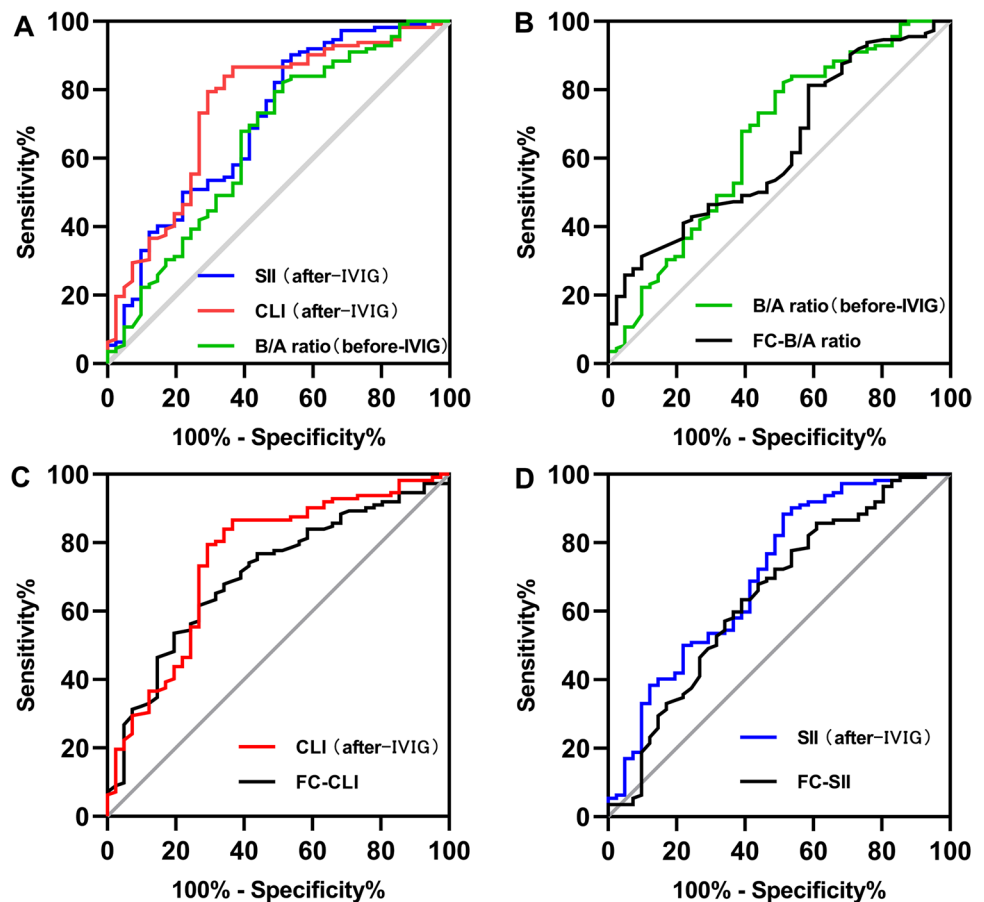 A
100
80
60
40
20
0
Sensitivity%
SII (after-IVIG)
CLI (after-IVIG)
B/A ratio (before-IVIG)
0 20 40 60 80 100
100% - Specificity%
B
100
80
60
40
20
0
Sensitivity%
B/A ratio (before-IVIG)
FC-B/A ratio
0 20 40 60 80 100
100% - Specificity%
C
100
80
60
40
20
0
Sensitivity%
CLI (after-IVIG)
FC-CLI
0 20 40 60 80 100
100% - Specificity%
D
100
80
60
40
20
0
Sensitivity%
SII (after-IVIG)
FC-SII
0 20 40 60 80 100
100% - Specificity%